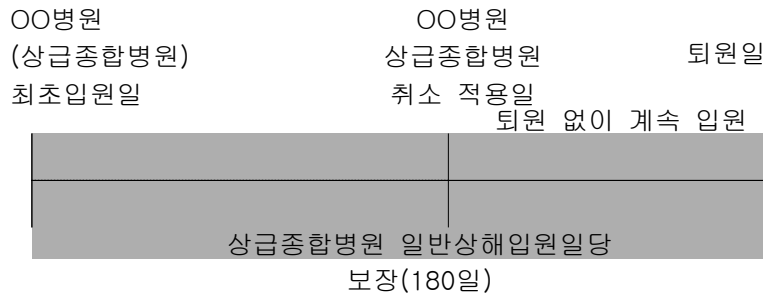 OO병원
(상급종합병원)
최초입원일
OO병원
상급종합병원
취소 적용일
퇴원일
퇴원 없이 계속 입원
상급종합병원 일반상해입원일당
보장(180일)